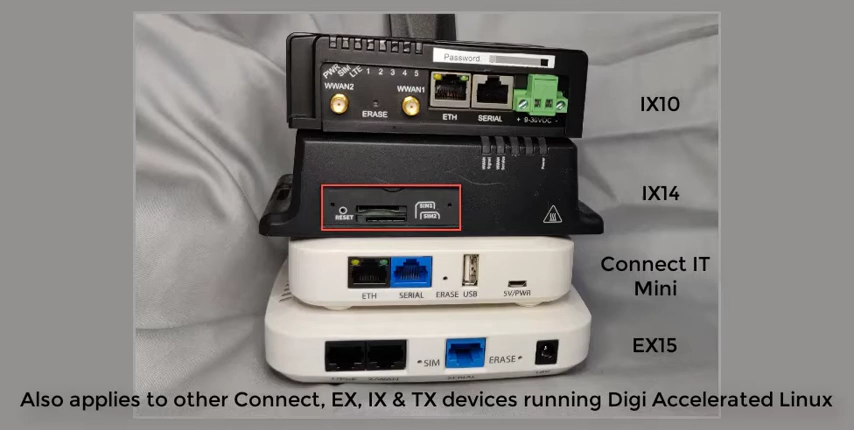 Password
PWR SIM LTE 1 2 3 4 5
WWAN2
WWAN1
ERASE
ETH
SERIAL
+ 9-30VDC -
IX10
RESET
SIM1
SIM2
IX14
ETH
SERIAL
ERASE
USB
5V/PWR
Connect IT
Mini
SIM
ERASE
EX15
Also applies to other Connect, EX, IX & TX devices running Digi Accelerated Linux